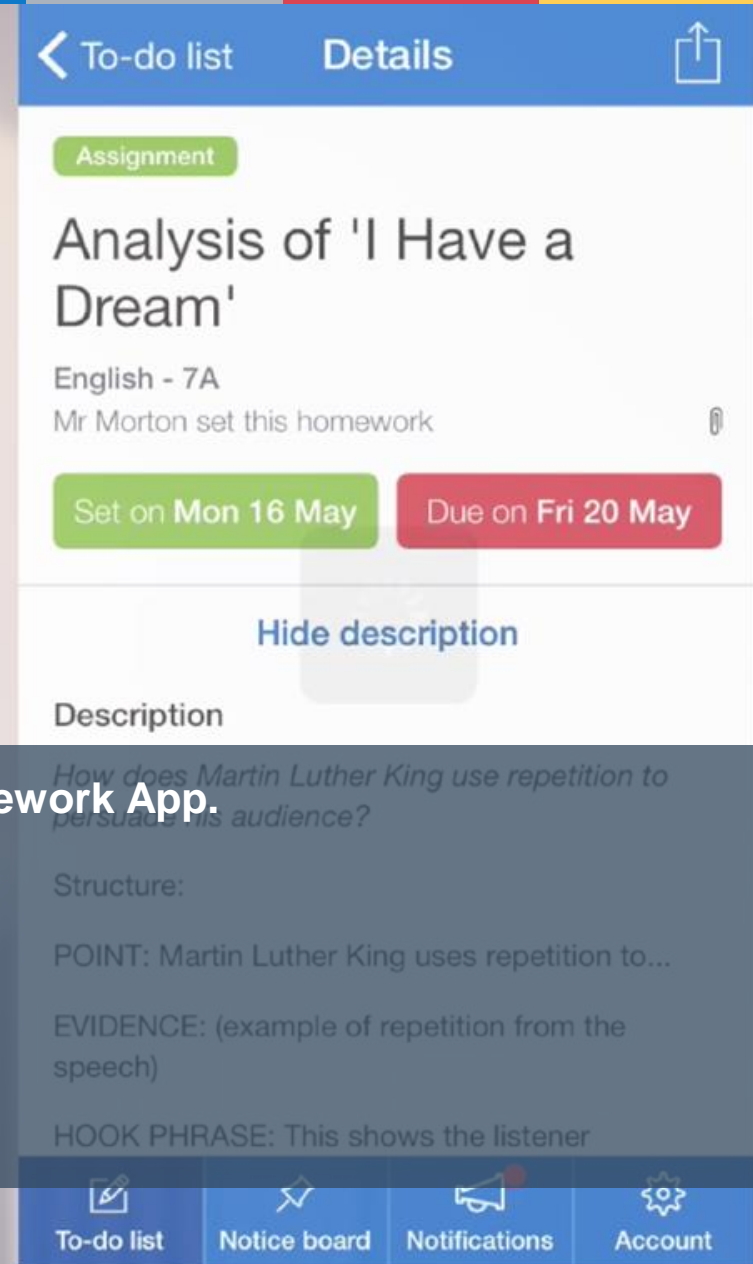 To-do list Details
Assignment
Analysis of 'I Have a
Dream'
English - 7A
Mr Morton set this homework
Set on Mon 16 May Due on Fri 20 May
Hide description
Description
How does Martin Luther King use repetition to
ework App.
persuade his audience?
Structure:
POINT: Martin Luther King uses repetition to...
EVIDENCE: (example of repetition from the
speech)
HOOK PHRASE: This shows the listener
To-do list Notice board Notifications Account